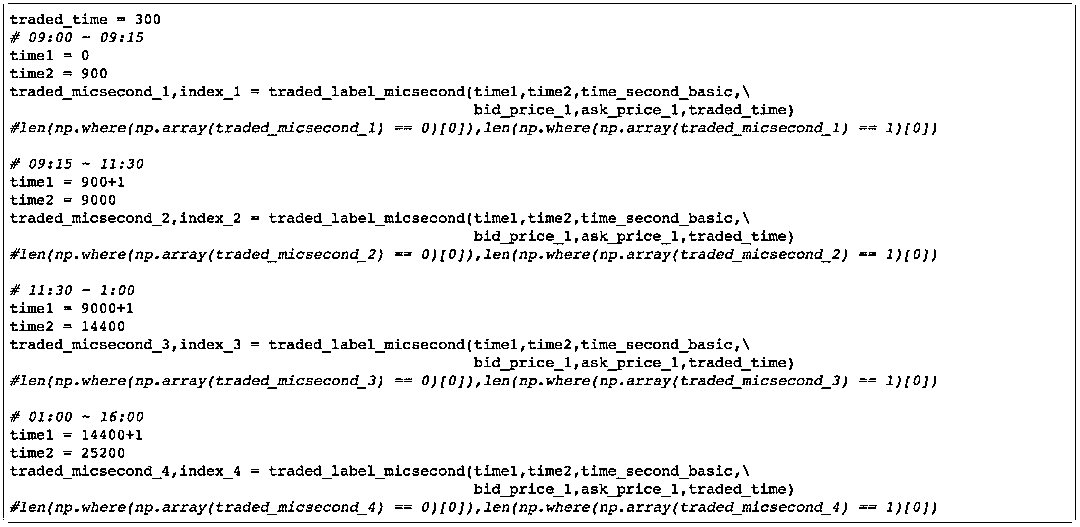 traded_time = 300
# 09:00 ~ 09:15
time1 = 0
time2 = 900
traded_micsecond_1,index_1 = traded_label_micsecond(time1,time2,time_second_basic,\
bid_price_1,ask_price_1,traded_time)
#len(np.where(np.array(traded_micsecond_1) == 0)[0]),len(np.where(np.array(traded_micsecond_1) == 1)[0])
# 09:15 ~ 11:30
time1 = 900+1
time2 = 9000
traded_micsecond_2,index_2 = traded_label_micsecond(time1,time2,time_second_basic,\
bid_price_1,ask_price_1,traded_time)
#len(np.where(np.array(traded_micsecond_2) == 0)[0]),len(np.where(np.array(traded_micsecond_2) == 1)[0])
# 11:30 ~ 1:00
time1 = 9000+1
time2 = 14400
traded_micsecond_3,index_3 = traded_label_micsecond(time1,time2,time_second_basic,\
bid_price_1,ask_price_1,traded_time)
#len(np.where(np.array(traded_micsecond_3) == 0)[0]),len(np.where(np.array(traded_micsecond_3) == 1)[0])
# 01:00 ~ 16:00
time1 = 14400+1
time2 = 25200
traded_micsecond_4,index_4 = traded_label_micsecond(time1,time2,time_second_basic,\
bid_price_1,ask_price_1,traded_time)
#len(np.where(np.array(traded_micsecond_4) == 0)[0]),len(np.where(np.array(traded_micsecond_4) == 1)[0])